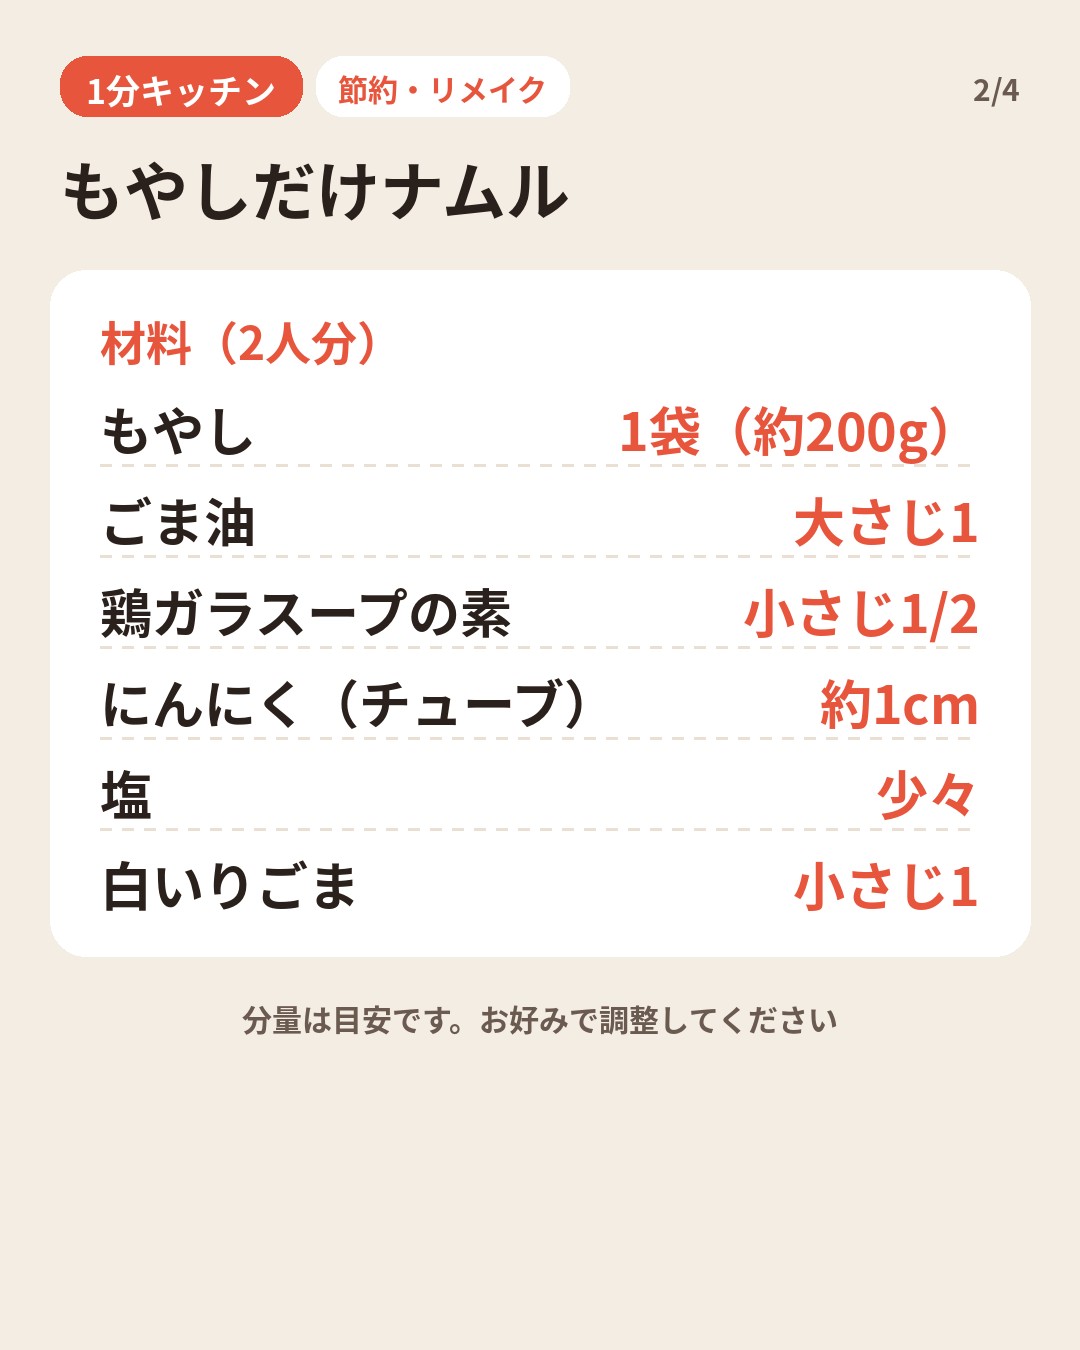 1分キッチン 節約・リメイク 2/4
もやしだけナムル
材料（2人分）
もやし 1袋（約200g）
ごま油 大さじ1
鶏ガラスープの素 小さじ1/2
にんにく（チューブ） 約1cm
塩 少々
白いりごま 小さじ1
分量は目安です。お好みで調整してください